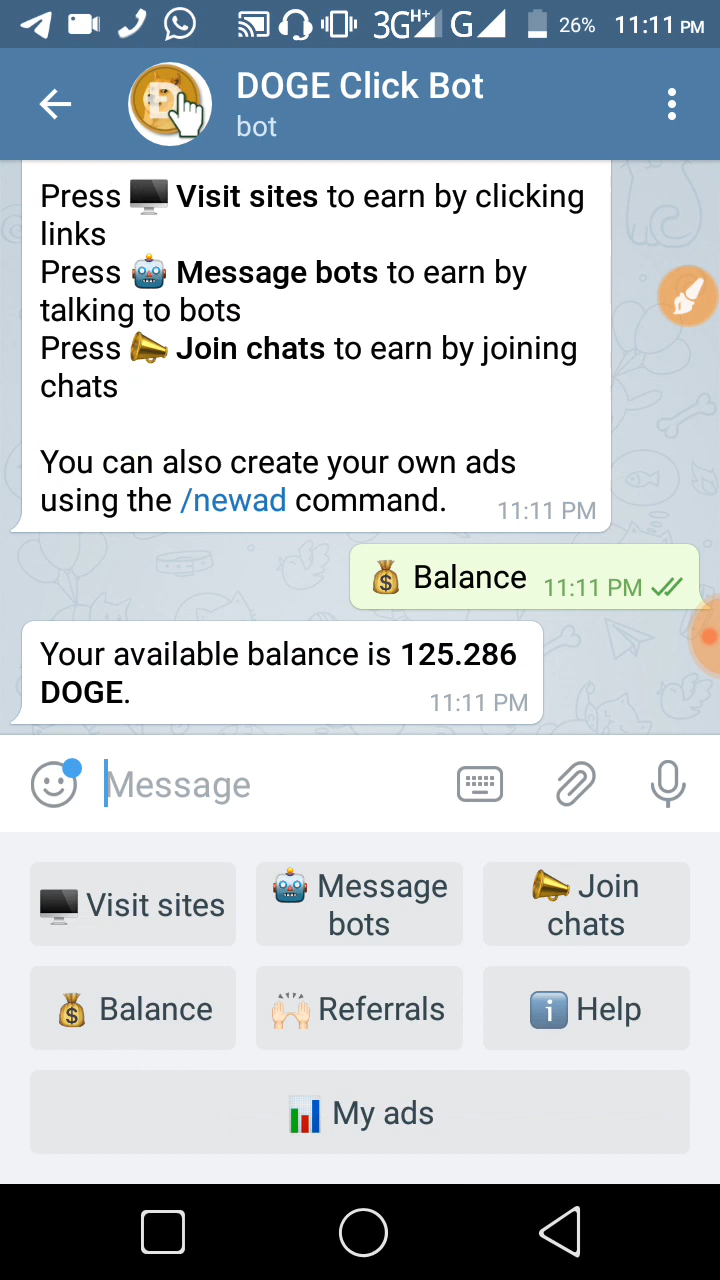 3G H+ G 26% 11:11 PM
DOGE Click Bot
bot
Press 🖥️ Visit sites to earn by clicking
links
Press 🤖 Message bots to earn by
talking to bots
Press 📣 Join chats to earn by joining
chats
You can also create your own ads
using the /newad command. 11:11 PM
💰 Balance 11:11 PM
Your available balance is 125.286
DOGE. 11:11 PM
Message
🖥️ Visit sites
🤖 Message
bots
📣 Join
chats
💰 Balance
🙌🏻 Referrals
ℹ️ Help
📊 My ads